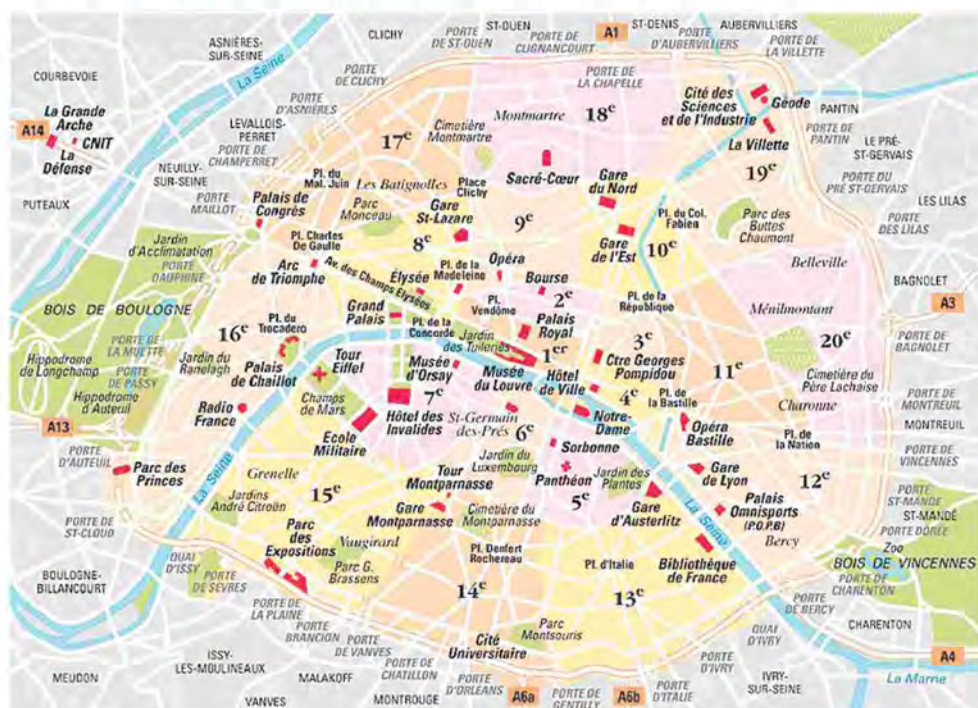 ST-OUEN
A1
ST-DENIS
AUBERVILLIERS
CLICHY
PORTE
DE ST-OUEN
PORTE DE
CLIGNANCOURT
PORTE
D'AUBERVILLIERS
PORTE DE
LA VILLETTE
ASNIÈRES-
SUR-SEINE
La Seine
PORTE
DE CLICHY
PORTE DE
LA CHAPELLE
COURBEVOIE
PORTE
D'ASNIÈRES
Montmartre
18e
Cité des
Sciences
et de l'Industrie
Géode
PANTIN
La Grande
Arche
A14
CNIT
La
Défense
LEVALLOIS-
PERRET
PORTE DE
CHAMPERRET
17e
Cimetière
Montmartre
La Villette
PORTE DE
PANTIN
LE PRÉ-
ST-GERVAIS
NEUILLY-
SUR-SEINE
Pl. du
Mal. Juin
Les Batignolles
Place
Clichy
Sacré-Cœur
Gare
du Nord
19e
PORTE DU
PRÉ ST-GERVAIS
PUTEAUX
PORTE
MAILLOT
Palais de
Congrès
Parc
Monceau
Gare
St-Lazare
9e
Pl. du Col.
Fabien
Parc des
Buttes
Chaumont
LES LILAS
PORTE
DES LILAS
Jardin
d'Acclimatation
Pl. Charles
De Gaulle
8e
Gare
de l'Est
10e
PORTE
DAUPHINE
Arc
de Triomphe
Av. des Champs Elysées
Élysée
Pl. de la
Madeleine
Opéra
Bourse
Belleville
BAGNOLET
A3
BOIS DE BOULOGNE
Grand
Palais
Pl.
Vendôme
2e
Palais
Royal
Pl. de la
République
Ménilmontant
16e
Pl. du
Trocadero
Pl. de la
Concorde
Jardin
des Tuileries
1er
3e
20e
PORTE
DE BAGNOLET
PORTE DE
LA MUETTE
Hippodrome
de Longchamp
Jardin du
Ranelagh
Palais
de Chaillot
Tour
Eiffel
Musée
d'Orsay
Musée
du Louvre
Hôtel
de Ville
Ctre Georges
Pompidou
11e
Cimetière du
Père Lachaise
PORTE
DE PASSY
Hippodrome
d'Auteuil
Champs
de Mars
7e
4e
Pl. de
la Bastille
Charonne
PORTE DE
MONTREUIL
Radio
France
Hôtel des
Invalides
St-Germain
des-Prés
Notre-
Dame
Opéra
Bastille
Pl. de
la Nation
MONTREUIL
A13
Ecole
Militaire
6e
Sorbonne
PORTE
D'AUTEUIL
Parc des
Princes
La Seine
Grenelle
Tour
Montparnasse
Jardin du
Luxembourg
Panthéon
Jardin des
Plantes
Gare
de Lyon
12e
PORTE DE
VINCENNES
15e
Jardins
André Citroën
Gare
Montparnasse
Cimetière du
Montparnasse
5e
Gare
d'Austerlitz
La Seine
Palais
Omnisports
(P.O.P.B)
PORTE
DE ST-MANDÉ
ST-MANDÉ
PORTE DORÉE
PORTE DE
ST-CLOUD
Parc des
Expositions
Vaugirard
Bercy
Zoo
QUAI
D'ISSY
Parc G.
Brassens
Pl. Denfert
Rochereau
Pl. d'Italie
Bibliothèque
de France
BOIS DE VINCENNES
BOULOGNE-
BILLANCOURT
PORTE
DE SEVRES
14e
13e
PORTE DE
CHARENTON
PORTE DE
LA PLAINE
PORTE
BRANCION
PORTE
DE VANVES
Parc
Montsouris
PORTE
DE BERCY
CHARENTON
Cité
Universitaire
QUAI
D'IVRY
ISSY-
LES-MOULINEAUX
PORTE DE
CHATILLON
PORTE
D'IVRY
A4
MEUDON
MALAKOFF
PORTE
D'ORLÉANS
PORTE
D'ITALIE
IVRY-
SUR-SEINE
La Marne
VANVES
MONTROUGE
A6a
PORTE DE
GENTILLY
A6b